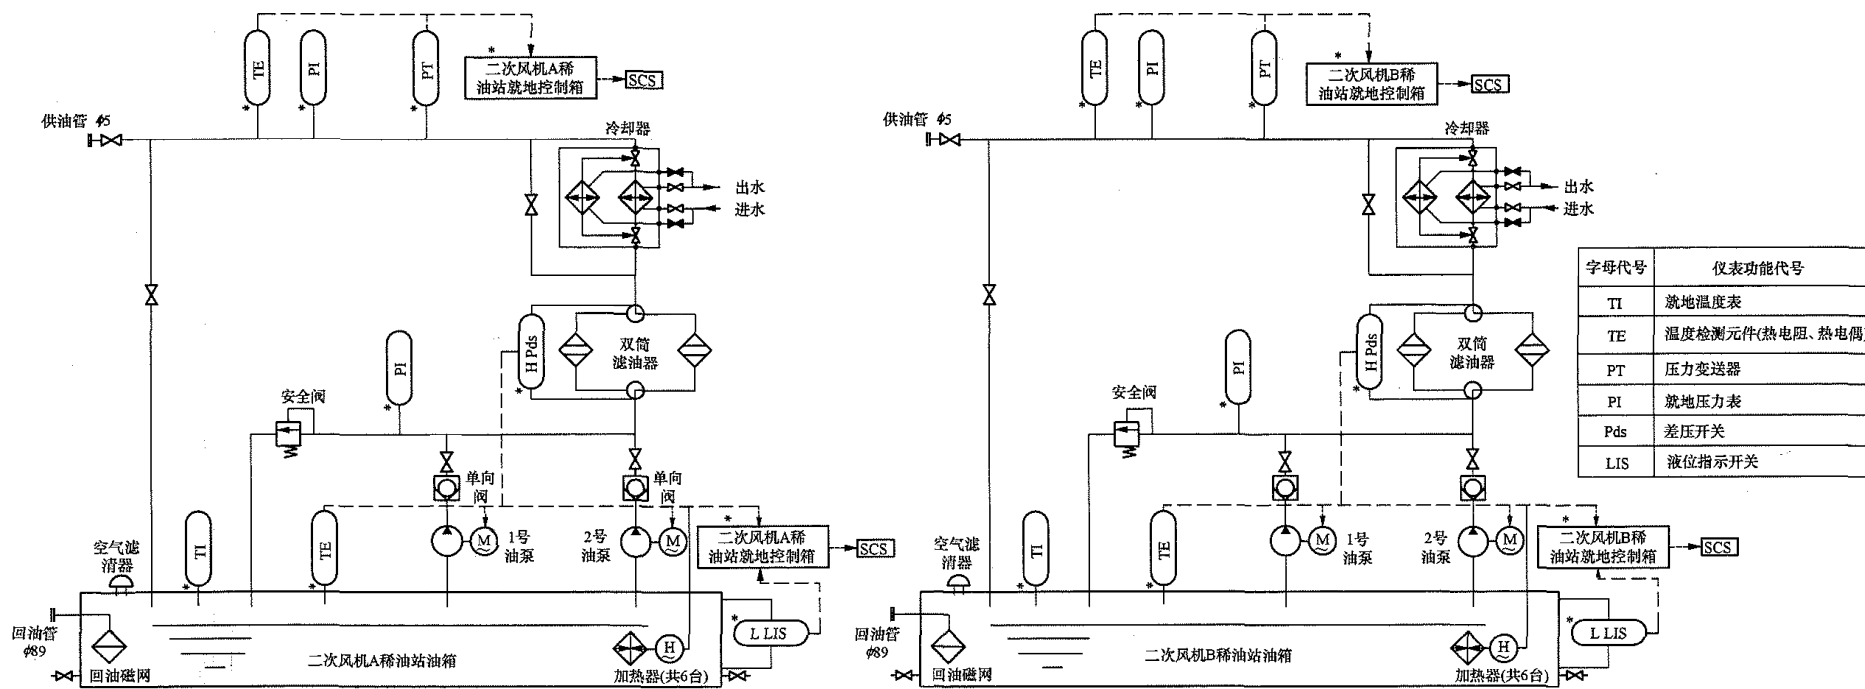 TE
PI
PT
*
*
*
*
二次风机A稀
油站就地控制箱
SCS
供油管 φ5
冷却器
出水
进水
H Pds
*
双筒
滤油器
PI
*
安全阀
单向
阀
单向
阀
TI
*
TE
*
M
1号
油泵
2号
油泵
M
*
二次风机A稀
油站就地控制箱
SCS
空气滤
清器
回油管
φ89
回油磁网
二次风机A稀油站油箱
H
加热器(共6台)
*
L LIS
TE
PI
PT
*
*
*
*
二次风机B稀
油站就地控制箱
SCS
供油管 φ5
冷却器
出水
进水
H Pds
*
双筒
滤油器
PI
*
安全阀
单向
阀
单向
阀
TI
*
TE
*
M
1号
油泵
2号
油泵
M
*
二次风机B稀
油站就地控制箱
SCS
空气滤
清器
回油管
φ89
回油磁网
二次风机B稀油站油箱
H
加热器(共6台)
*
L LIS
字母代号 仪表功能代号
TI 就地温度表
TE 温度检测元件(热电阻、热电偶)
PT 压力变送器
PI 就地压力表
Pds 差压开关
LIS 液位指示开关